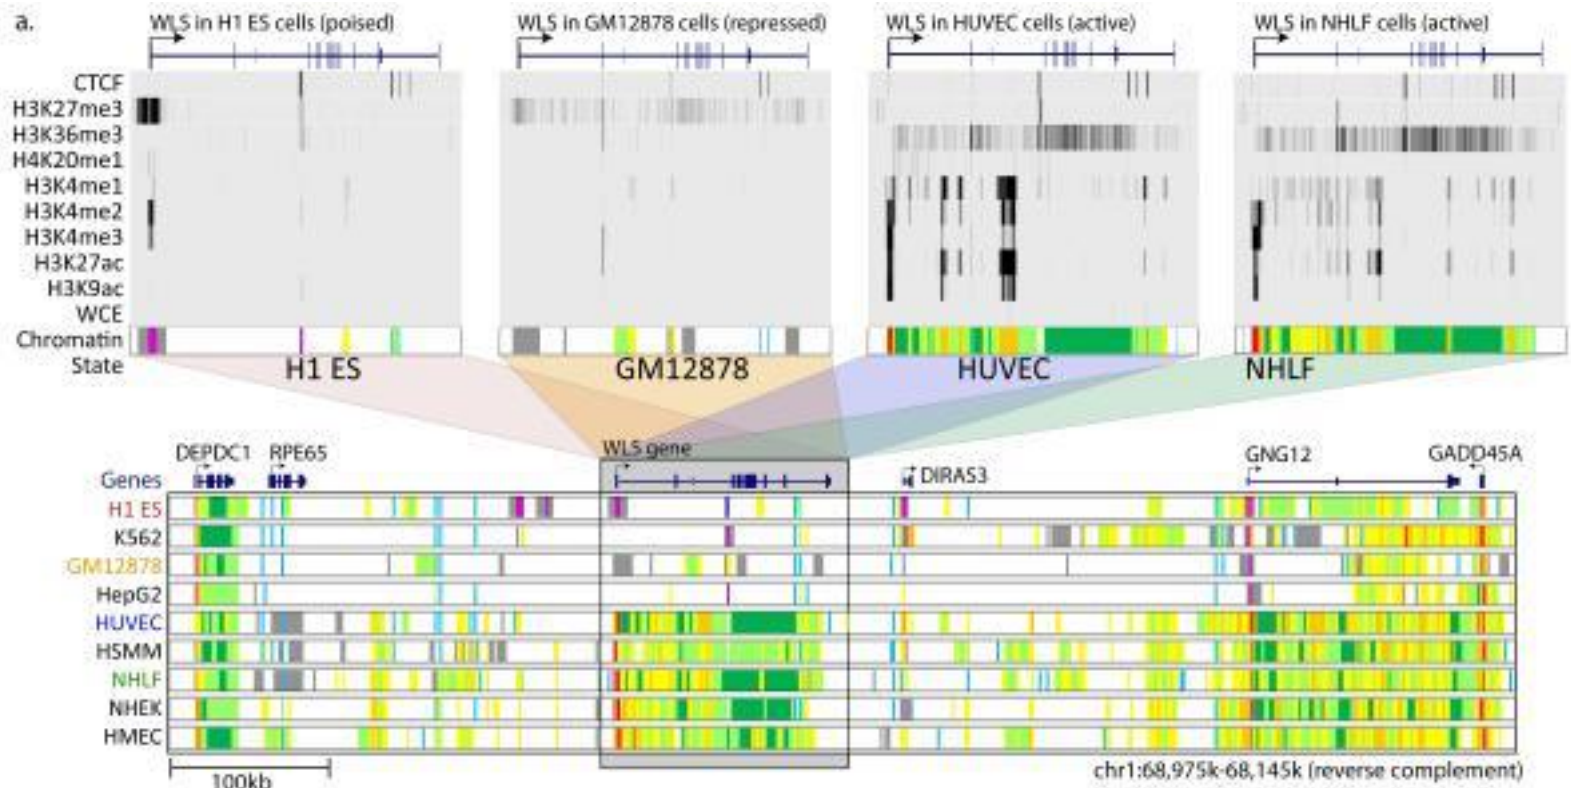 a.
WLS in H1 ES cells (poised)
WLS in GM12878 cells (repressed)
WLS in HUVEC cells (active)
WLS in NHLF cells (active)
CTCF
H3K27me3
H3K36me3
H4K20me1
H3K4me1
H3K4me2
H3K4me3
H3K27ac
H3K9ac
WCE
Chromatin
State
H1 ES
GM12878
HUVEC
NHLF
DEPDC1
RPE65
WLS gene
GNG12
GADD45A
Genes
DIRAS3
H1 ES
K562
GM12878
HepG2
HUVEC
HSMM
NHLF
NHEK
HMEC
100kb
chr1:68,975k-68,145k (reverse complement)